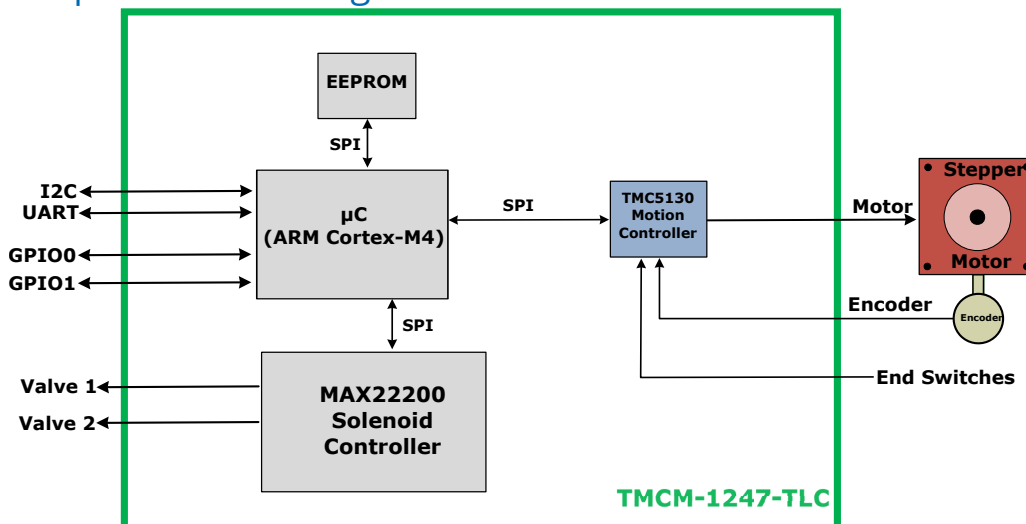 EEPROM
SPI
I2C
UART
GPIO0
GPIO1
µC
(ARM Cortex-M4)
SPI
TMC5130
Motion
Controller
Motor
Stepper
Motor
Encoder
Encoder
End Switches
SPI
Valve 1
Valve 2
MAX22200
Solenoid
Controller
TMCM-1247-TLC